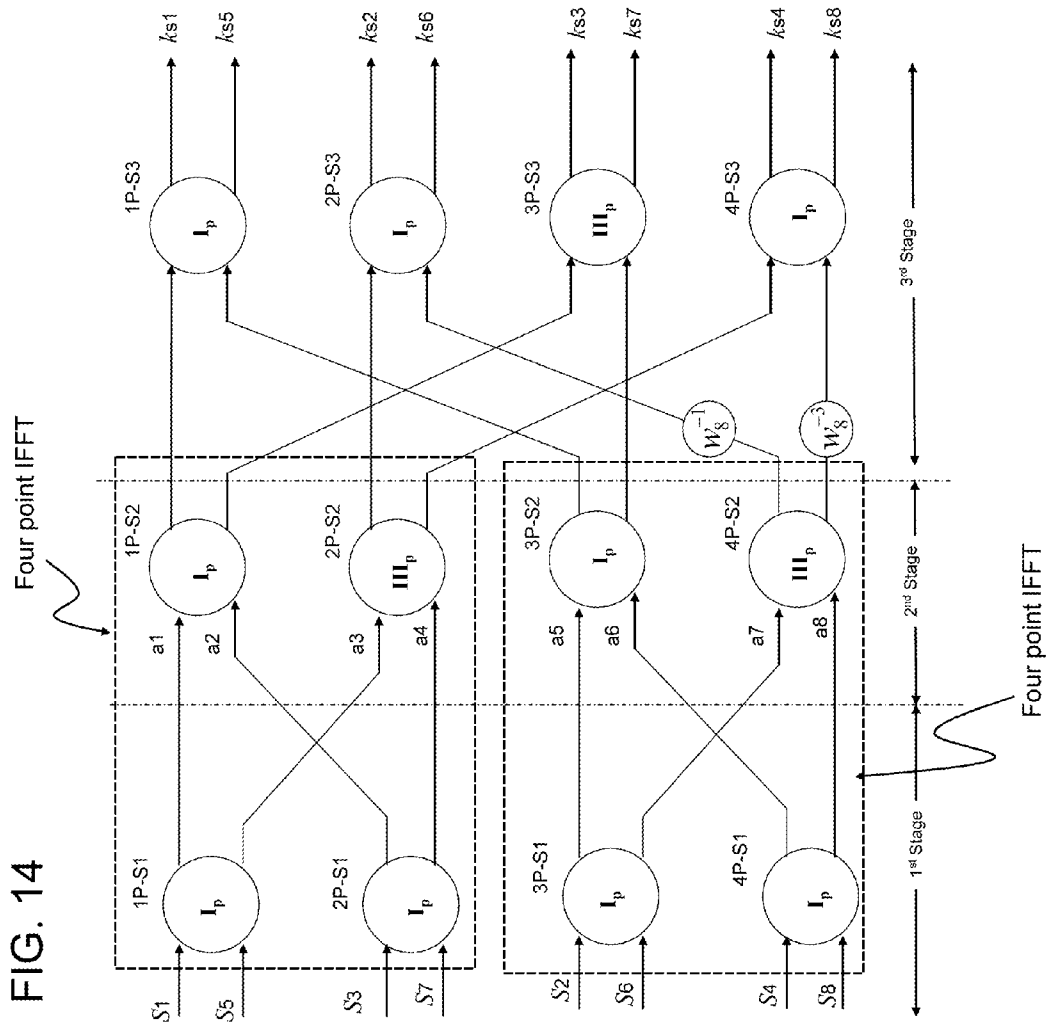 FIG. 14
Four point IFFT
S1
S5
S3
S7
S2
S6
S4
S8
1P-S1
Ip
2P-S1
Ip
3P-S1
Ip
4P-S1
Ip
a1
a2
a3
a4
a5
a6
a7
a8
1P-S2
Ip
2P-S2
IIIp
3P-S2
Ip
4P-S2
IIIp
W8^-1
W8^-3
1P-S3
Ip
2P-S3
Ip
3P-S3
IIIp
4P-S3
Ip
ks1
ks5
ks2
ks6
ks3
ks7
ks4
ks8
1st Stage
2nd Stage
3rd Stage
Four point IFFT